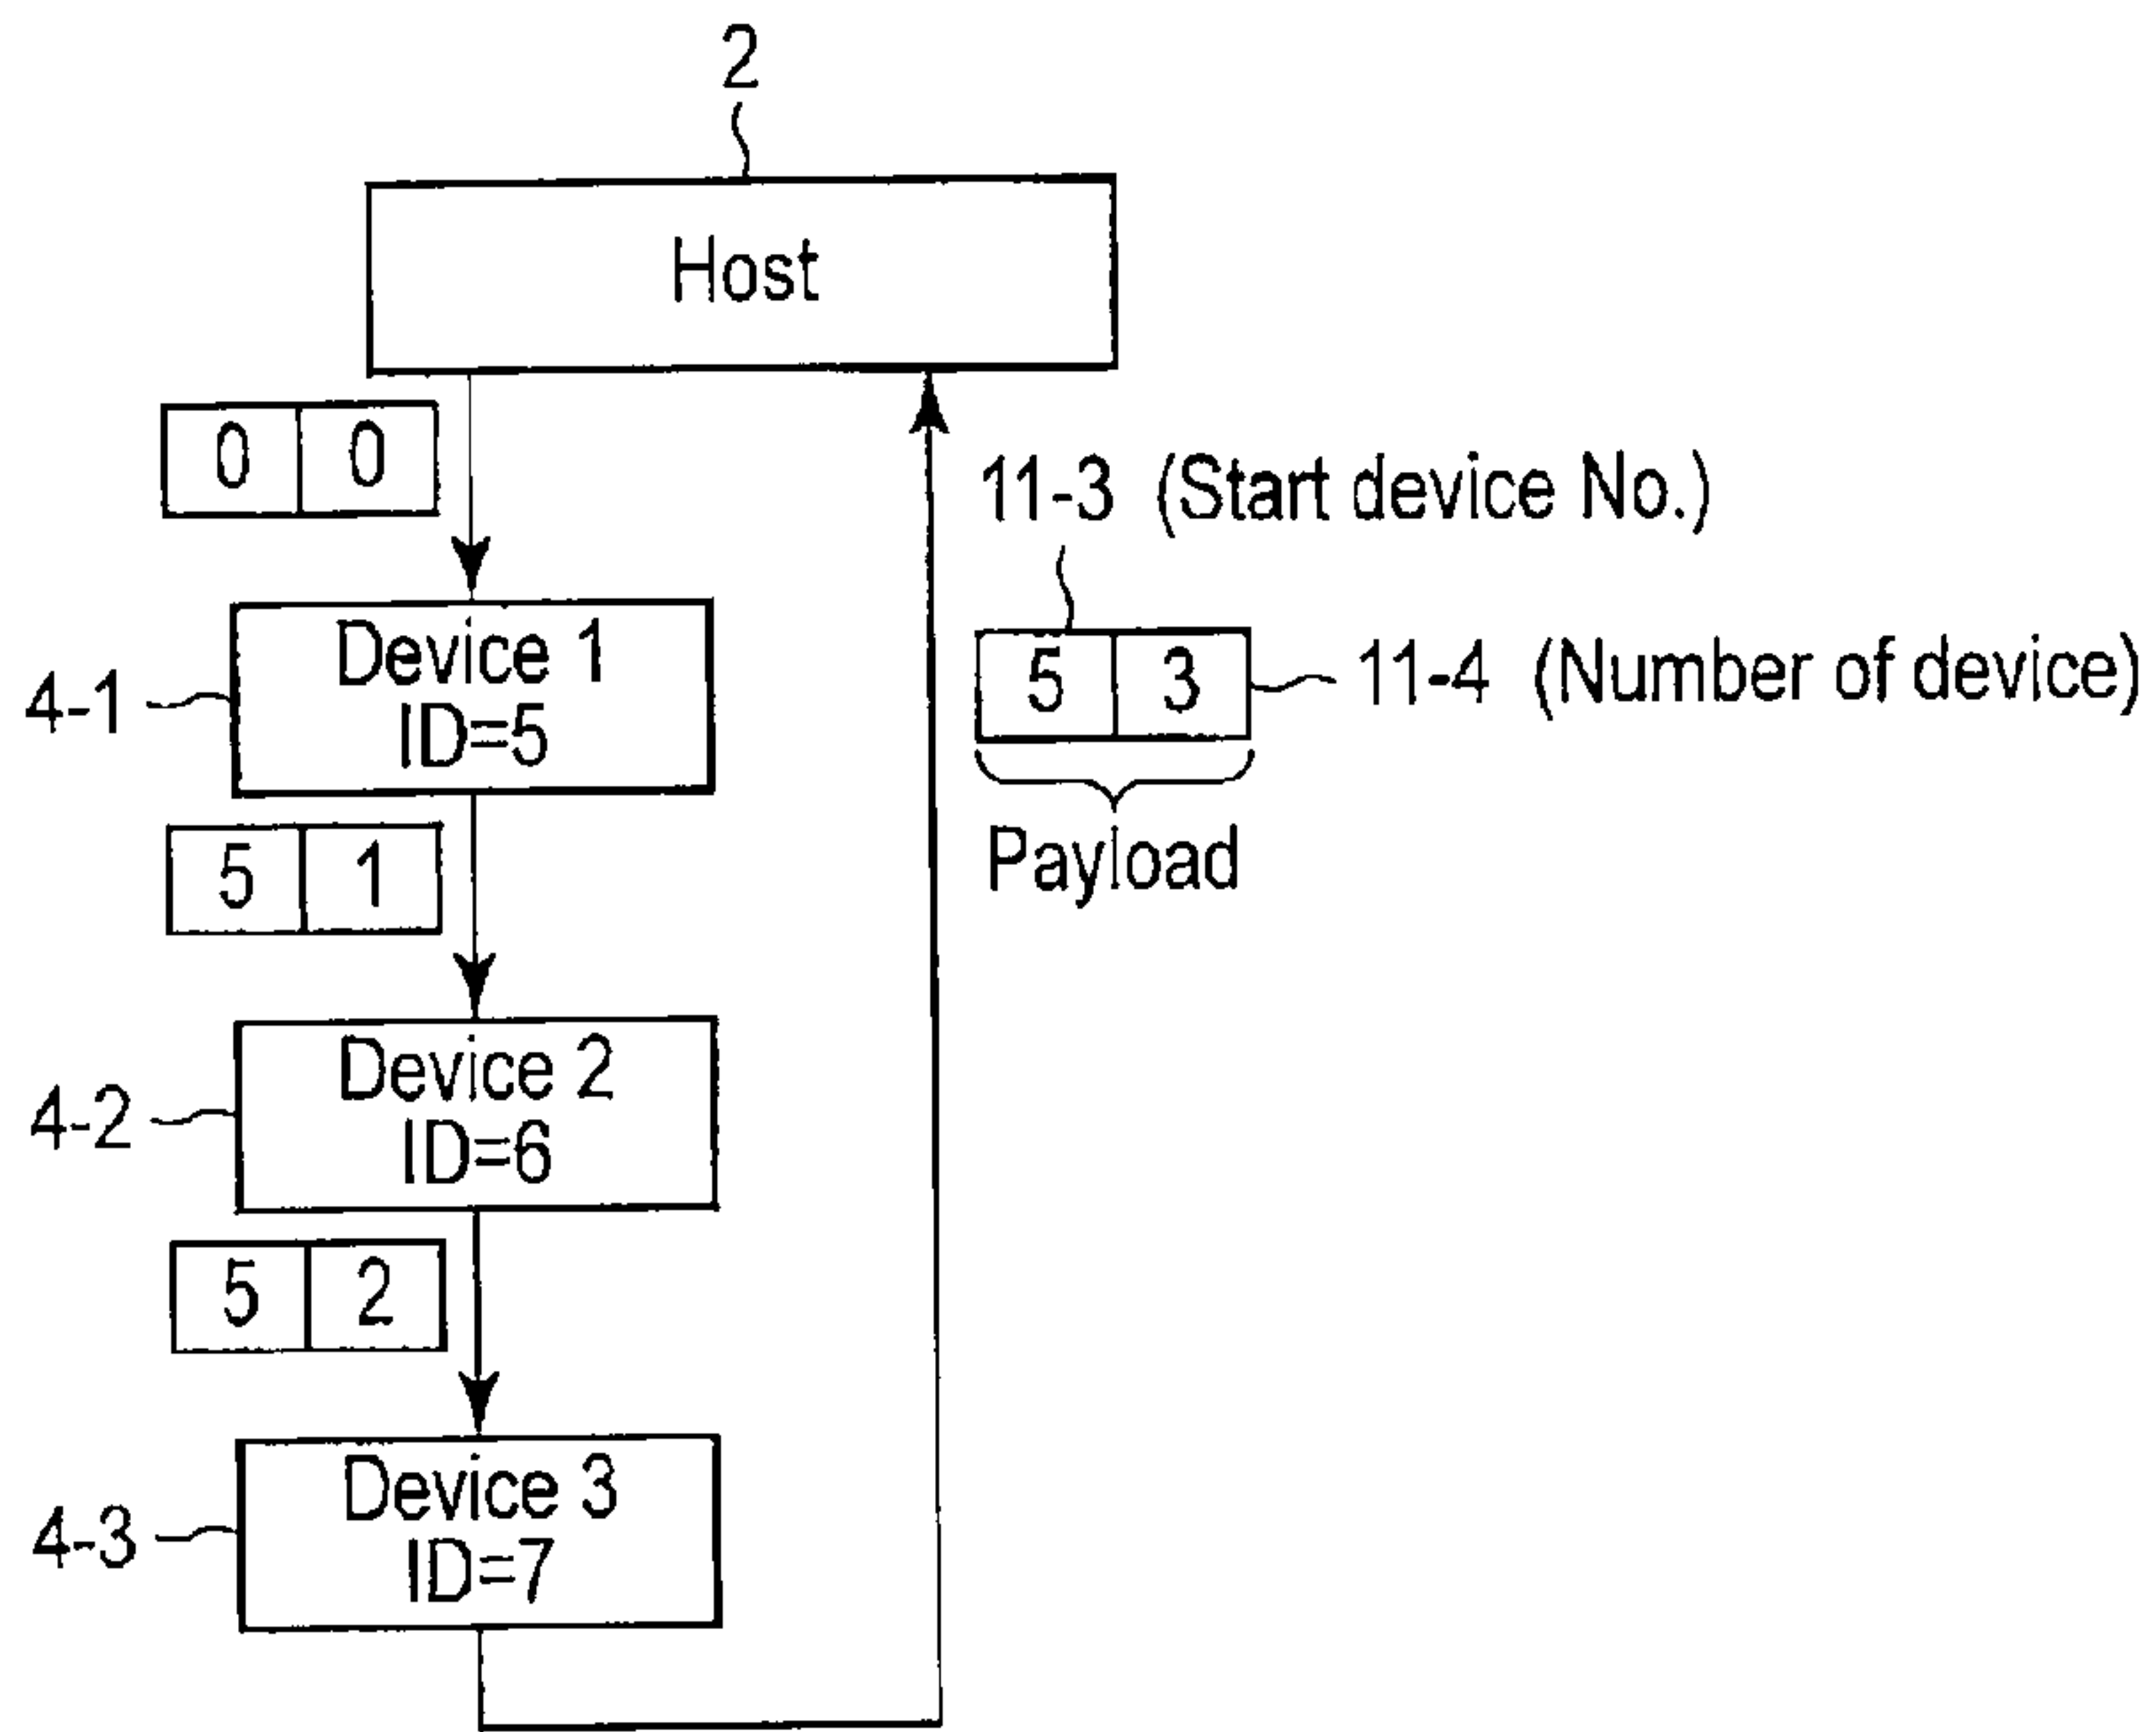 2
Host
0 0
11-3 (Start device No.)
Device 1
ID=5
4-1
5 3
11-4 (Number of device)
Payload
5 1
Device 2
ID=6
4-2
5 2
Device 3
ID=7
4-3